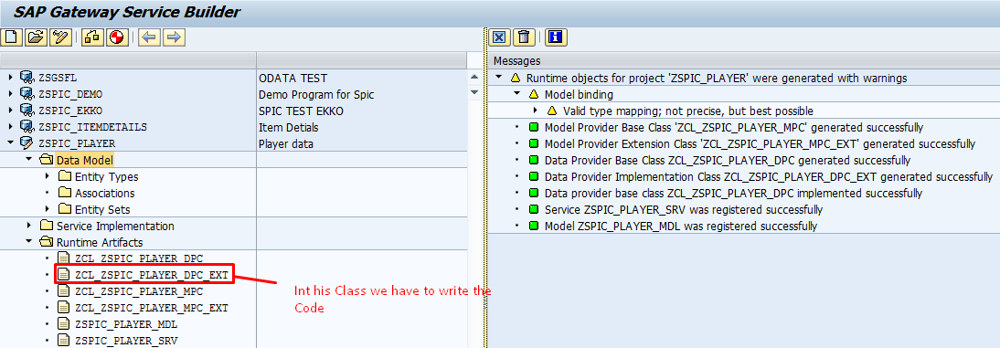 SAP Gateway Service Builder
Messages
ZSGSFL ODATA TEST
ZSPIC_DEMO Demo Program for Spic
ZSPIC_EKKO SPIC TEST EKKO
ZSPIC_ITEMDETAILS Item Detials
ZSPIC_PLAYER Player data
Data Model
Entity Types
Associations
Entity Sets
Service Implementation
Runtime Artifacts
ZCL_ZSPIC_PLAYER_DPC
ZCL_ZSPIC_PLAYER_DPC_EXT
ZCL_ZSPIC_PLAYER_MPC
ZCL_ZSPIC_PLAYER_MPC_EXT
ZSPIC_PLAYER_MDL
ZSPIC_PLAYER_SRV
Int his Class we have to write the
Code
Runtime objects for project 'ZSPIC_PLAYER' were generated with warnings
Model binding
Valid type mapping; not precise, but best possible
Model Provider Base Class 'ZCL_ZSPIC_PLAYER_MPC' generated successfully
Model Provider Extension Class 'ZCL_ZSPIC_PLAYER_MPC_EXT' generated successfully
Data Provider Base Class ZCL_ZSPIC_PLAYER_DPC generated successfully
Data Provider Implementation Class ZCL_ZSPIC_PLAYER_DPC_EXT generated successfully
Data provider base class ZCL_ZSPIC_PLAYER_DPC implemented successfully
Service ZSPIC_PLAYER_SRV was registered successfully
Model ZSPIC_PLAYER_MDL was registered successfully